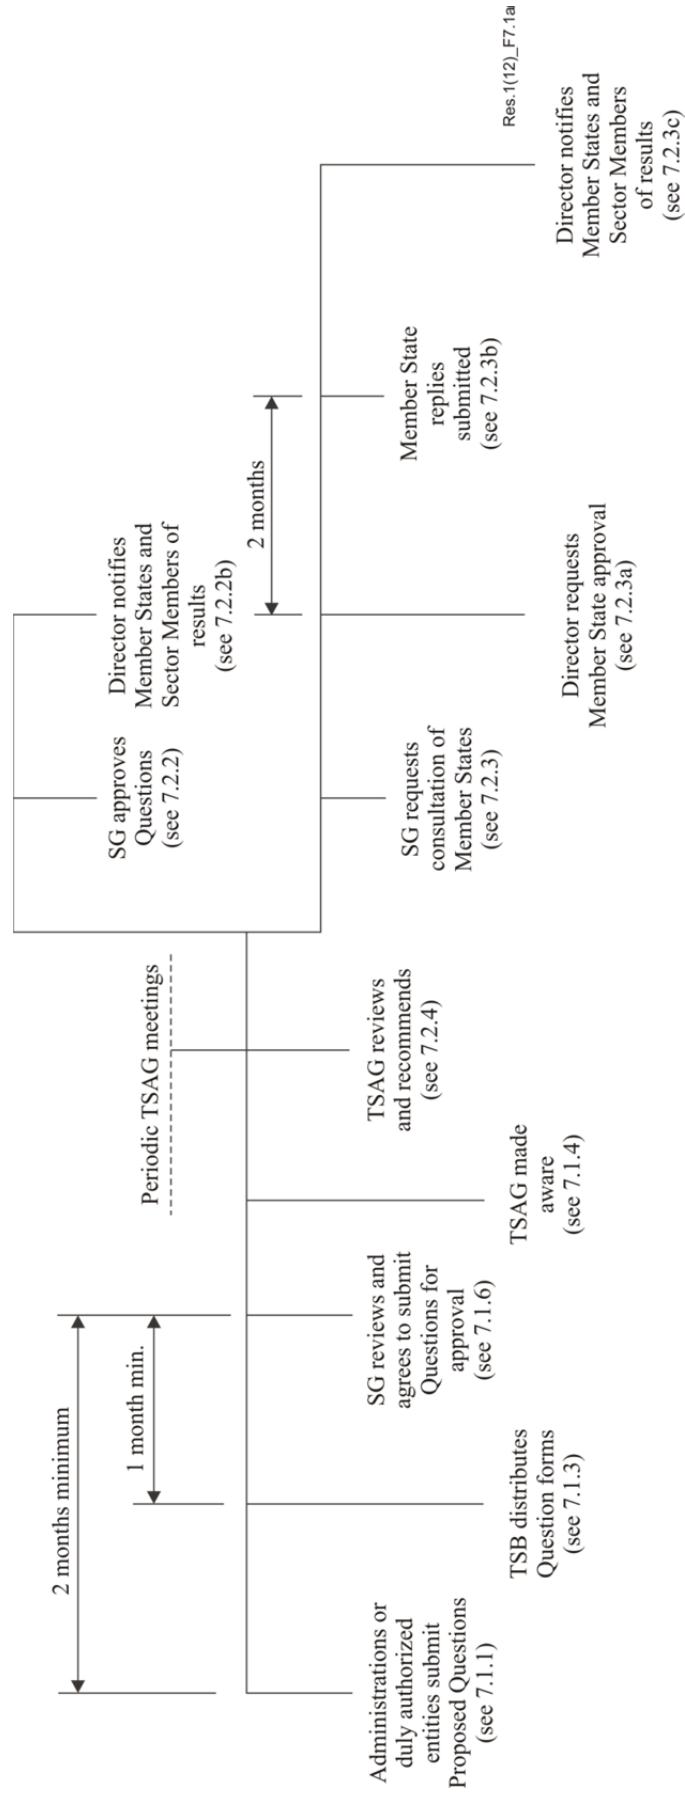 2 months minimum
1 month min.
Periodic TSAG meetings
SG approves
Questions
(see 7.2.2)
Director notifies
Member States and
Sector Members of
results
(see 7.2.2b)
2 months
Administrations or
duly authorized
entities submit
Proposed Questions
(see 7.1.1)
TSB distributes
Question forms
(see 7.1.3)
SG reviews and
agrees to submit
Questions for
approval
(see 7.1.6)
TSAG made
aware
(see 7.1.4)
TSAG reviews
and recommends
(see 7.2.4)
SG requests
consultation of
Member States
(see 7.2.3)
Director requests
Member State approval
(see 7.2.3a)
Member State
replies
submitted
(see 7.2.3b)
Director notifies
Member States and
Sector Members
of results
(see 7.2.3c)
Res.1(12)_F7.1a